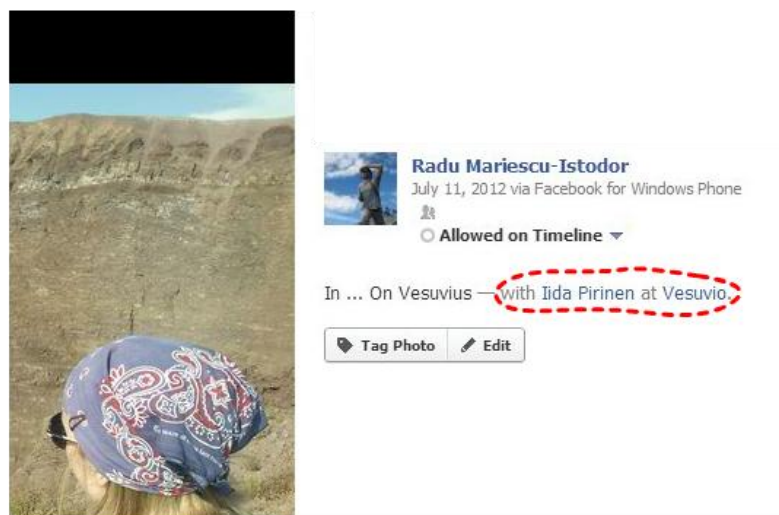 Radu Mariescu-Istodor
July 11, 2012 via Facebook for Windows Phone
Allowed on Timeline
In ... On Vesuvius — with Iida Pirinen at Vesuvio.
Tag Photo Edit